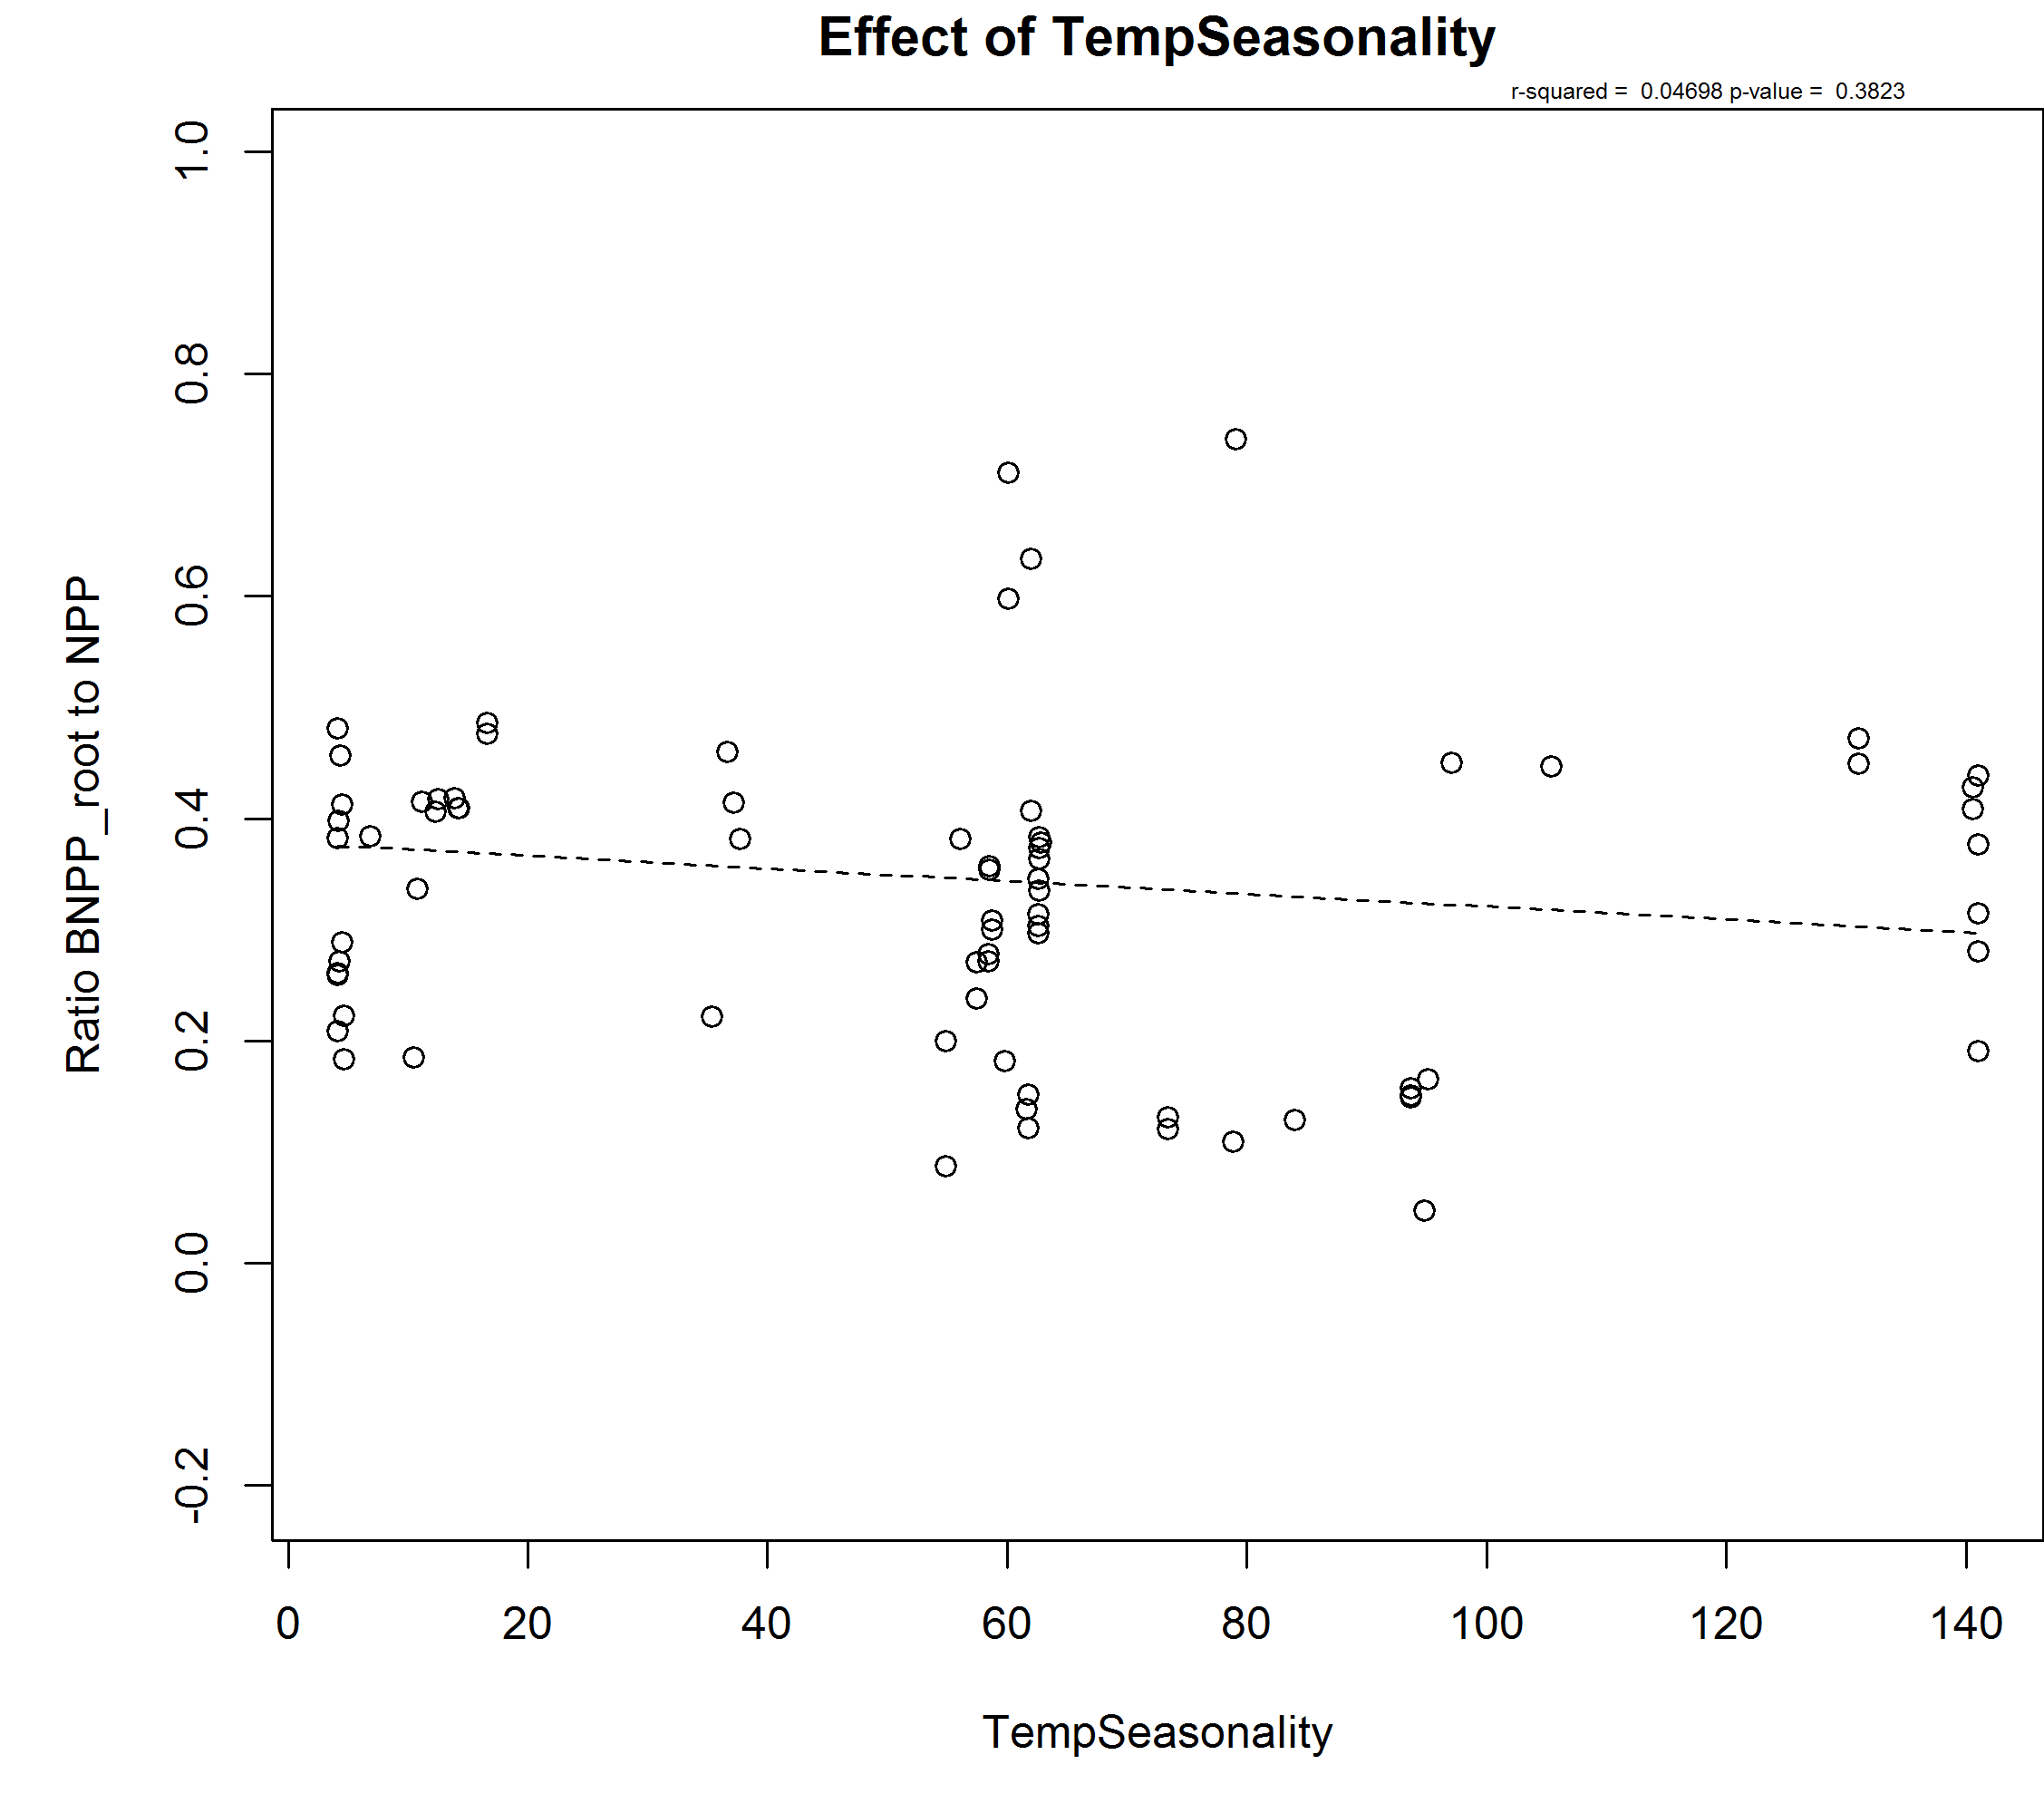 Effect of TempSeasonality
r-squared = 0.04698 p-value = 0.3823
1.0
0.8
0.6
0.4
0.2
0.0
-0.2
Ratio BNPP_root to NPP
0 20 40 60 80 100 120 140
TempSeasonality